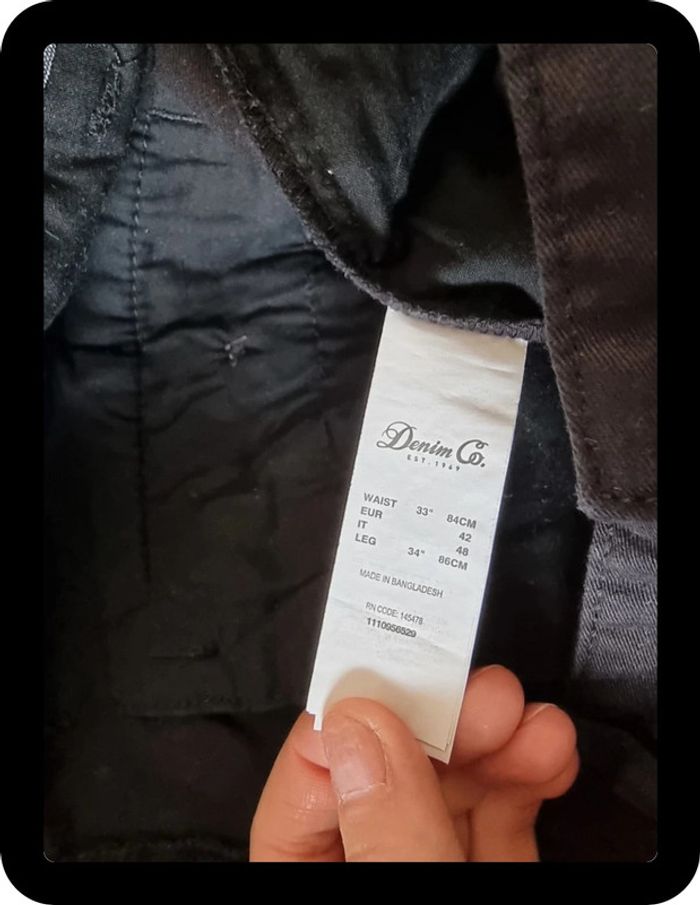 Denim Co.
EST. 1969
WAIST 33" 84CM
EUR 42
IT 48
LEG 34" 86CM
MADE IN BANGLADESH
RN CODE: 145478
1110956529